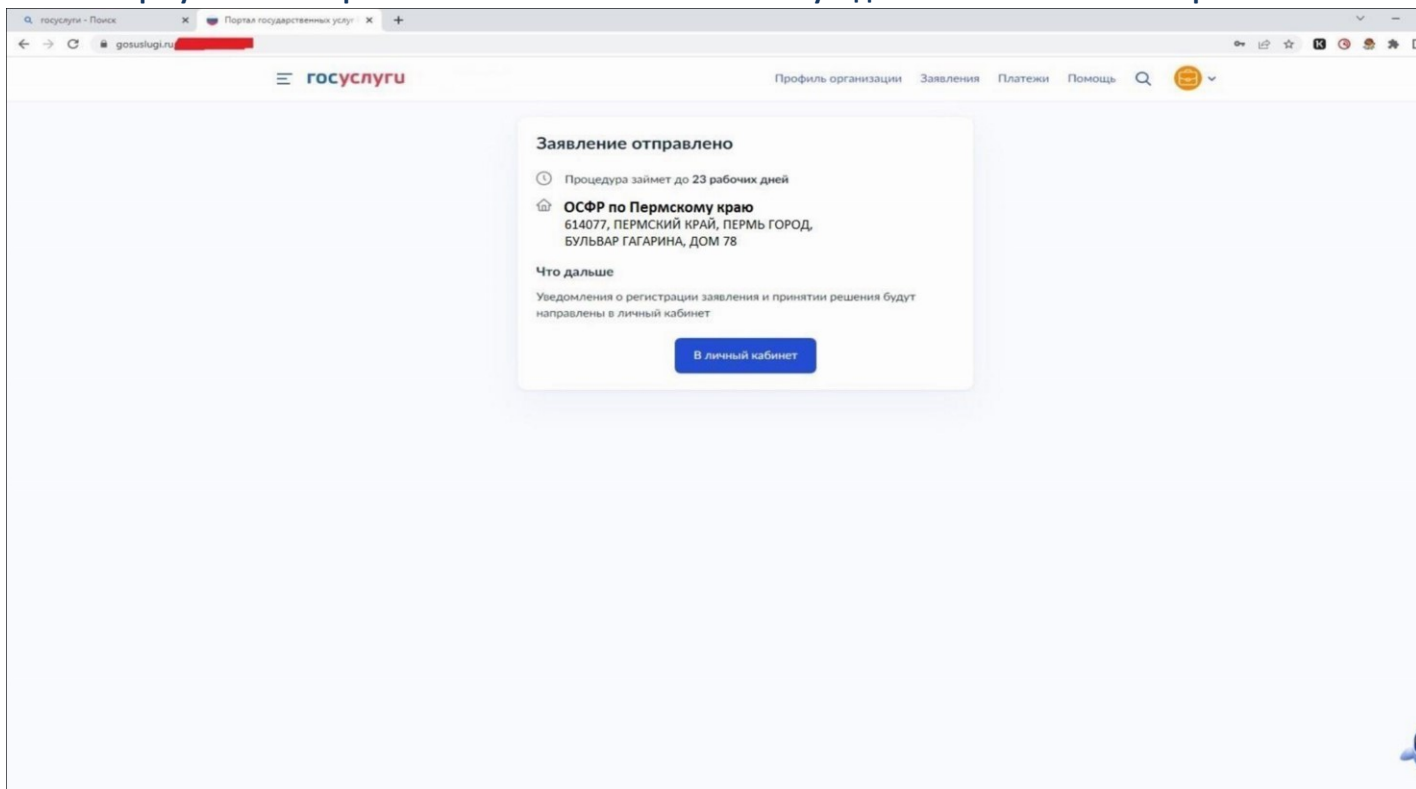 госуслуги - Поиск
Портал государственных услуг
gosuslugi.ru
госуслуги
Профиль организации Заявления Платежи Помощь
Заявление отправлено
Процедура займет до 23 рабочих дней
ОСФР по Пермскому краю
614077, ПЕРМСКИЙ КРАЙ, ПЕРМЬ ГОРОД,
БУЛЬВАР ГАГАРИНА, ДОМ 78
Что дальше
Уведомления о регистрации заявления и принятии решения будут
направлены в личный кабинет
В личный кабинет